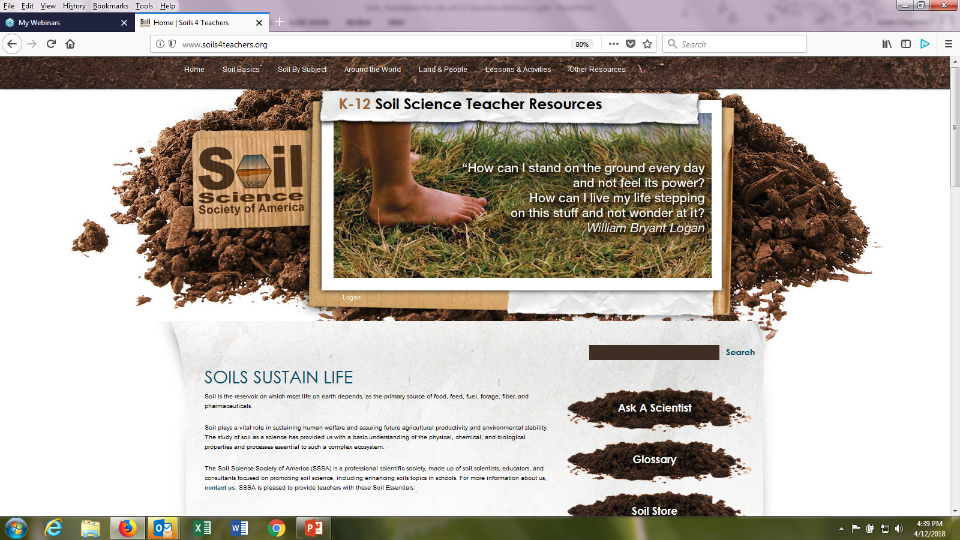 File Edit View History Bookmarks Tools Help
My Webinars
Home | Soils 4 Teachers
www.soils4teachers.org
80%
Search
Home Soil Basics Soil By Subject Around the World Land & People Lessons & Activities Other Resources
K-12 Soil Science Teacher Resources
Soil
Science
Society of America
“How can I stand on the ground every day
and not feel its power?
How can I live my life stepping
on this stuff and not wonder at it?
William Bryant Logan
Logan
Search
SOILS SUSTAIN LIFE
Soil is the reservoir on which most life on earth depends, as the primary source of food, feed, fuel, forage, fiber, and
pharmaceuticals.
Soil plays a vital role in sustaining human welfare and assuring future agricultural productivity and environmental stability.
The study of soil as a science has provided us with a basic understanding of the physical, chemical, and biological
properties and processes essential to such a complex ecosystem.
The Soil Science Society of America (SSSA) is a professional scientific society, made up of soil scientists, educators, and
consultants focused on promoting soil science, including enhancing soils topics in schools. For more information about us,
contact us. SSSA is pleased to provide teachers with these Soil Essentials:
Ask A Scientist
Glossary
Soil Store
4:39 PM
4/12/2018